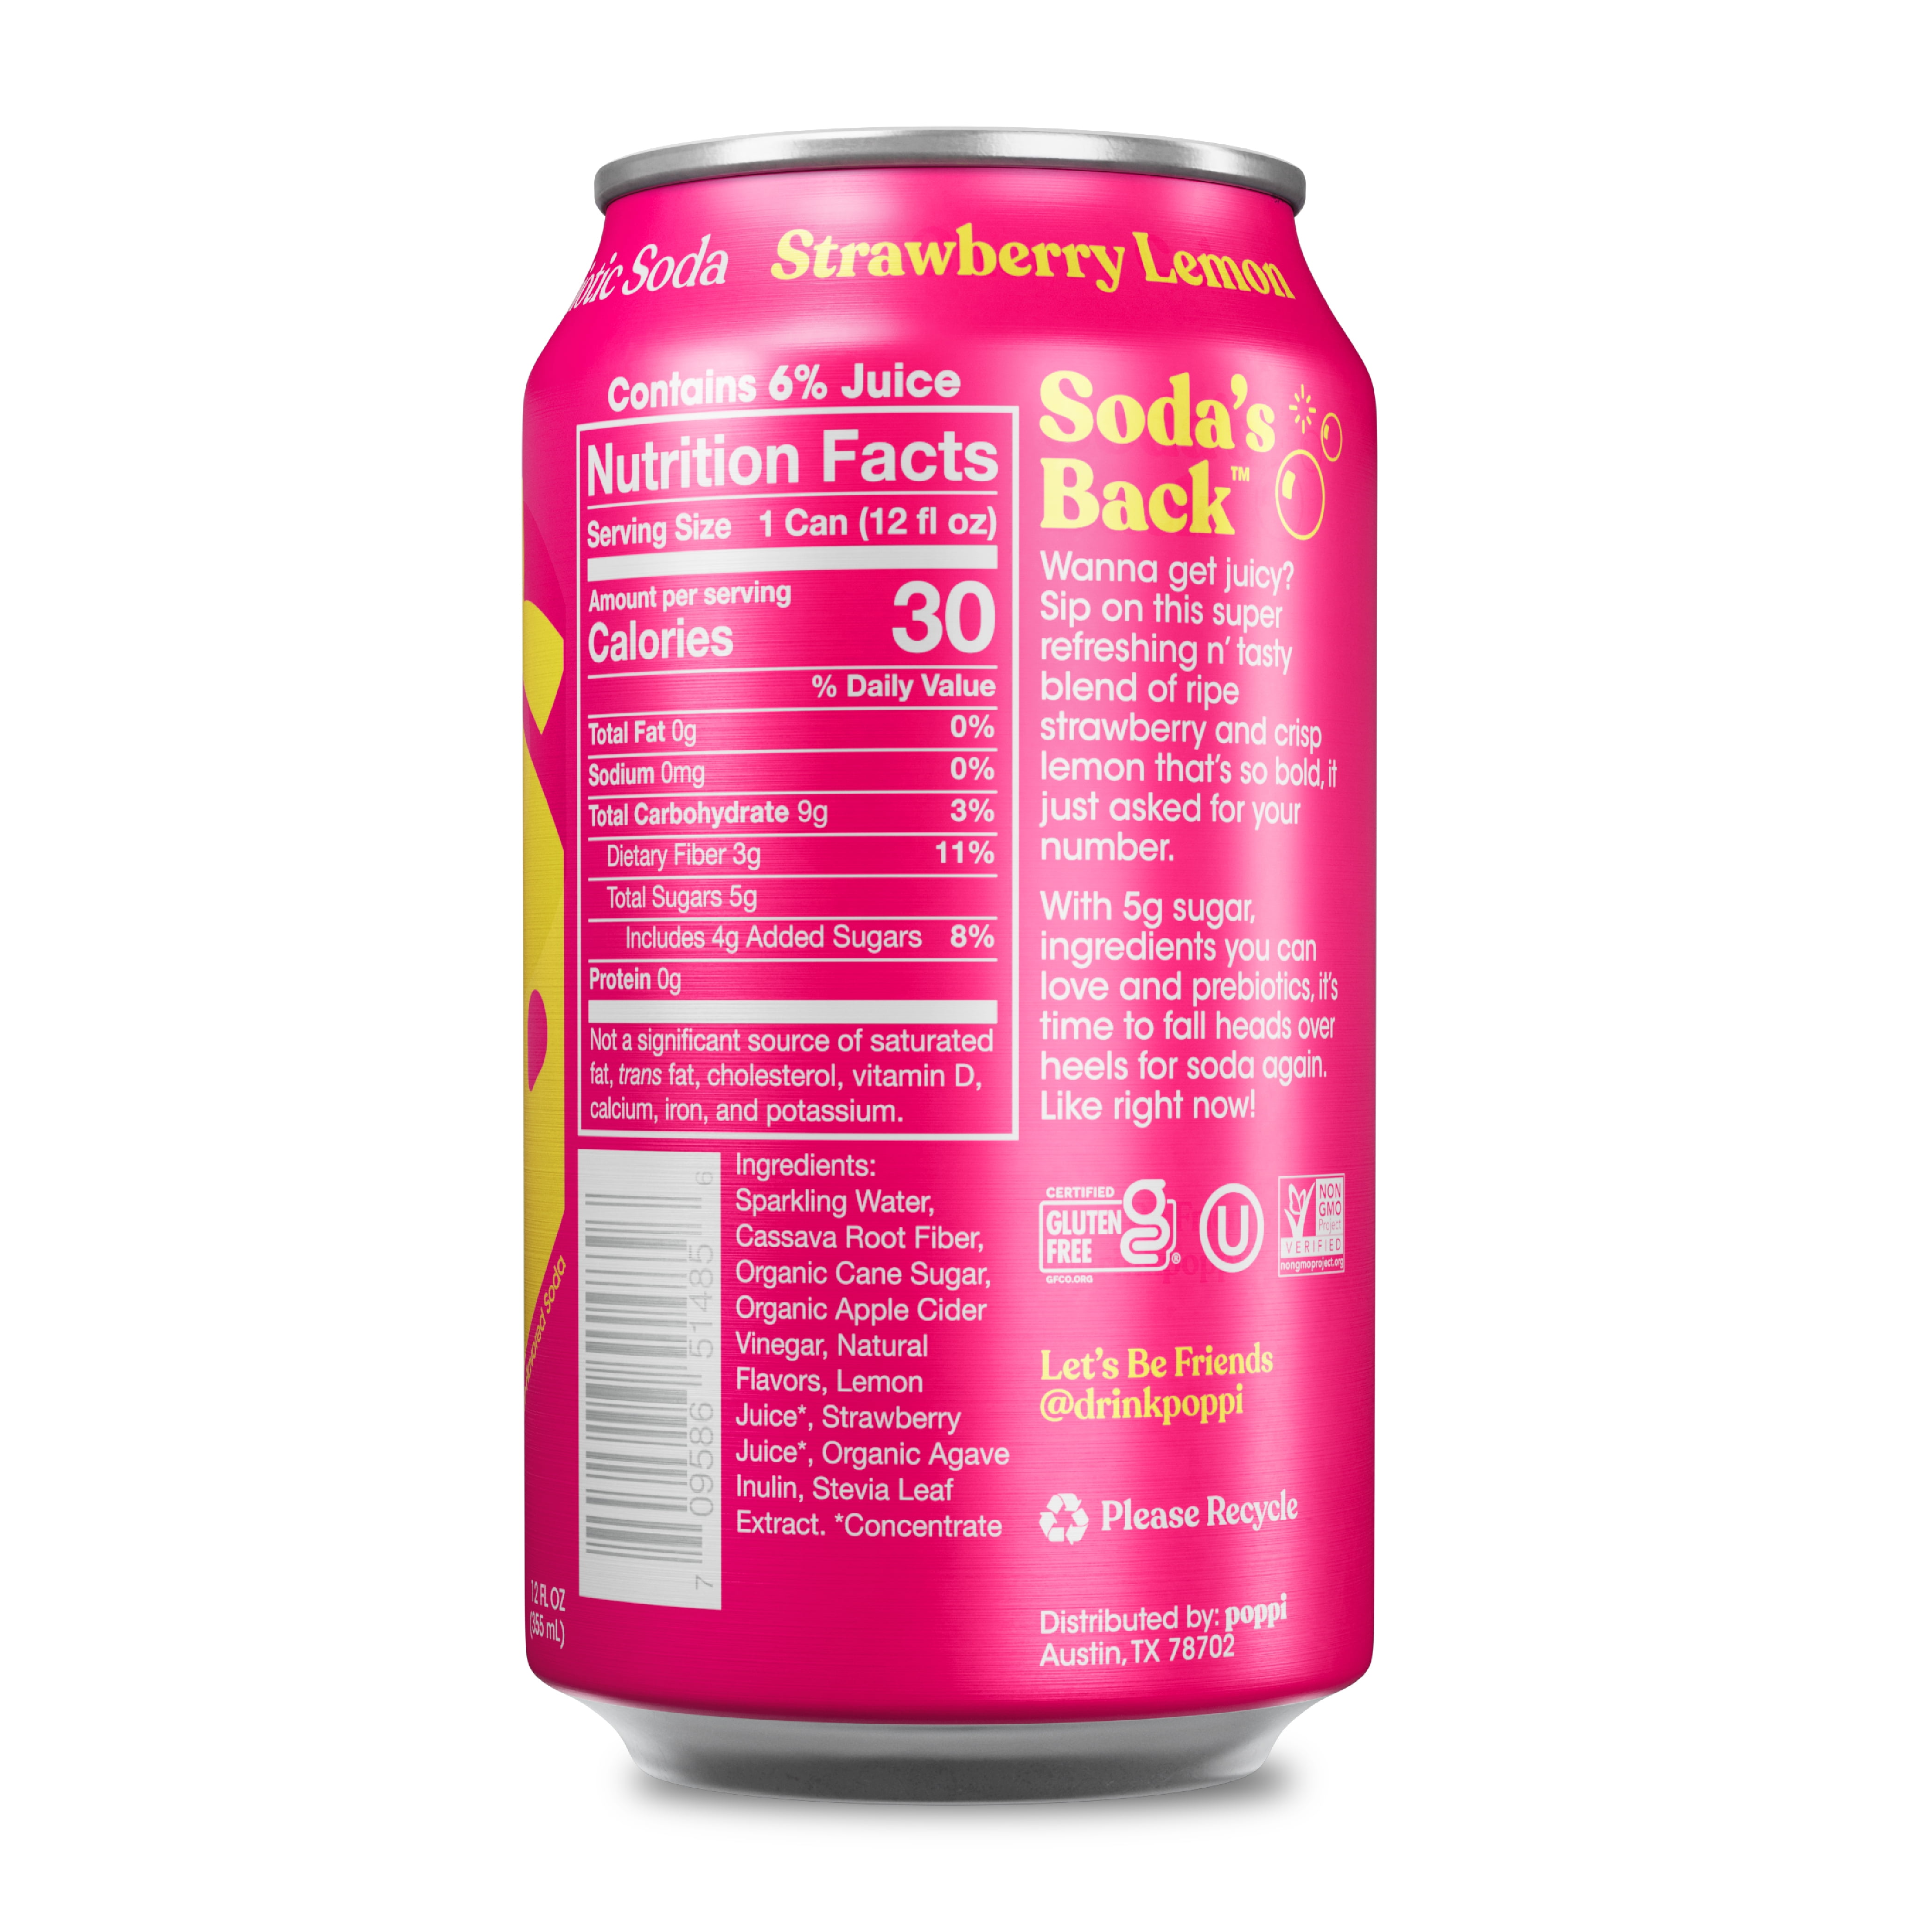 Soda Strawberry Lemon
Contains 6% Juice
Nutrition Facts
Serving Size 1 Can (12 fl oz)
Amount per serving
Calories 30
% Daily Value
Total Fat 0g 0%
Sodium 0mg 0%
Total Carbohydrate 9g 3%
Dietary Fiber 3g 11%
Total Sugars 5g
Includes 4g Added Sugars 8%
Protein 0g
Not a significant source of saturated
fat, trans fat, cholesterol, vitamin D,
calcium, iron, and potassium.
7 09586 51485 6
Ingredients:
Sparkling Water,
Cassava Root Fiber,
Organic Cane Sugar,
Organic Apple Cider
Vinegar, Natural
Flavors, Lemon
Juice*, Strawberry
Juice*, Organic Agave
Inulin, Stevia Leaf
Extract. *Concentrate
Soda's
Back™
Wanna get juicy?
Sip on this super
refreshing n' tasty
blend of ripe
strawberry and crisp
lemon that's so bold, it
just asked for your
number.
With 5g sugar,
ingredients you can
love and prebiotics, it's
time to fall heads over
heels for soda again.
Like right now!
CERTIFIED
GLUTEN
FREE
g
®
GFCO.ORG
U
NON
GMO
Project
VERIFIED
nongmoproject.org
Let's Be Friends
@drinkpoppi
Please Recycle
Distributed by: poppi
Austin, TX 78702
Soda
12 FL OZ
(355 mL)